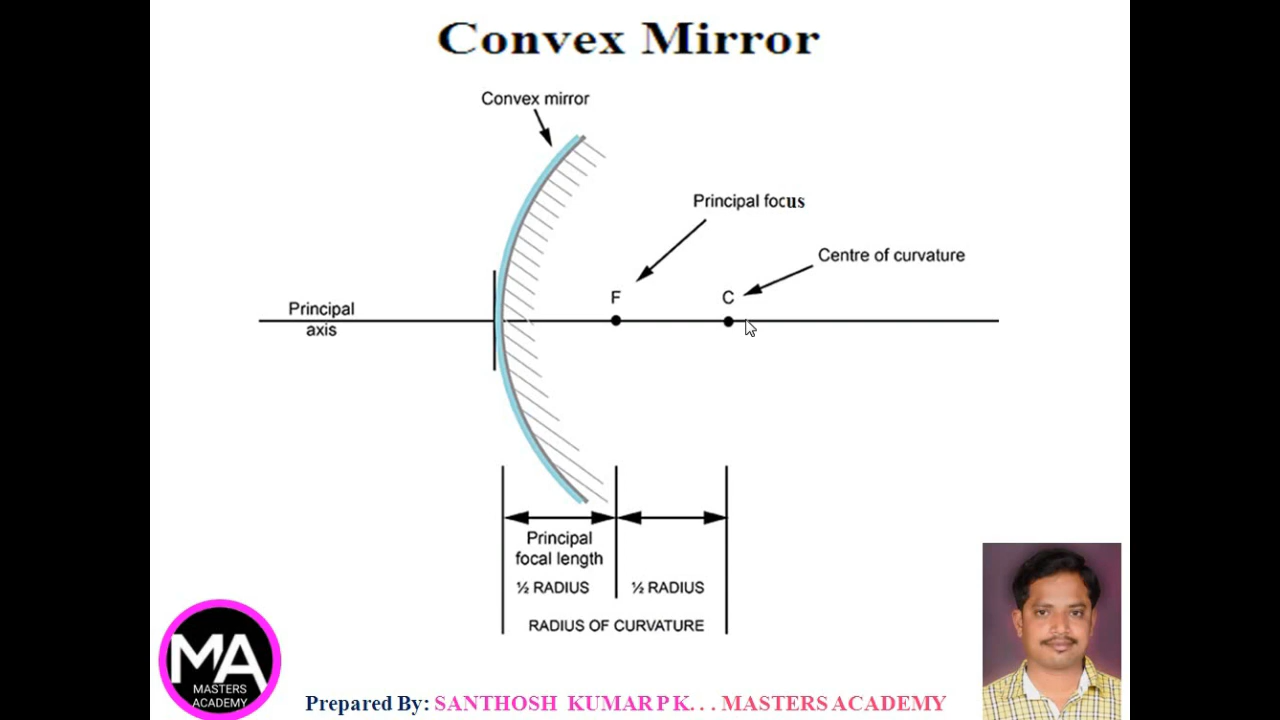 Convex Mirror
Convex mirror
Principal focus
Centre of curvature
F
C
Principal
axis
Principal
focal length
½ RADIUS
½ RADIUS
RADIUS OF CURVATURE
MA
MASTERS
ACADEMY
Prepared By: SANTHOSH KUMAR P K. . . MASTERS ACADEMY